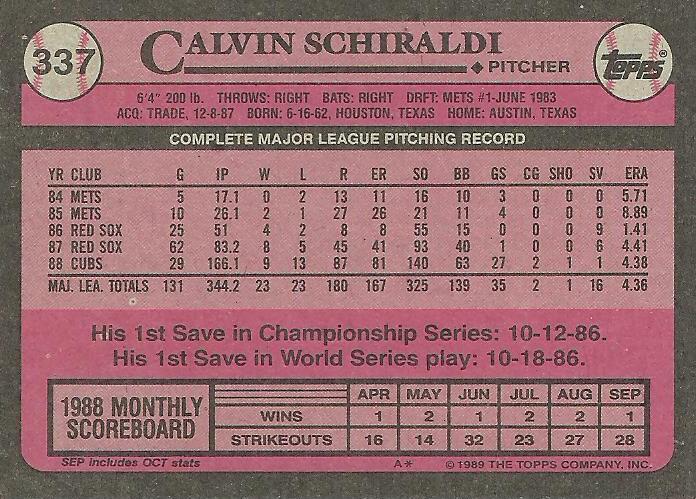 337
CALVIN SCHIRALDI
PITCHER
TOPPS®
6'4" 200 lb. THROWS: RIGHT BATS: RIGHT DRFT: METS #1-JUNE 1983
ACQ: TRADE, 12-8-87 BORN: 6-16-62, HOUSTON, TEXAS HOME: AUSTIN, TEXAS
COMPLETE MAJOR LEAGUE PITCHING RECORD
YR CLUB G IP W L R ER SO BB GS CG SHO SV ERA
84 METS 5 17.1 0 2 13 11 16 10 3 0 0 0 5.71
85 METS 10 26.1 2 1 27 26 21 11 4 0 0 0 8.89
86 RED SOX 25 51 4 2 8 8 55 15 0 0 0 9 1.41
87 RED SOX 62 83.2 8 5 45 41 93 40 1 0 0 6 4.41
88 CUBS 29 166.1 9 13 87 81 140 63 27 2 1 1 4.38
MAJ. LEA. TOTALS 131 344.2 23 23 180 167 325 139 35 2 1 16 4.36
His 1st Save in Championship Series: 10-12-86.
His 1st Save in World Series play: 10-18-86.
1988 MONTHLY SCOREBOARD
APR MAY JUN JUL AUG SEP
WINS 1 2 1 2 2 1
STRIKEOUTS 16 14 32 23 27 28
SEP includes OCT stats
A*
© 1989 THE TOPPS COMPANY, INC.